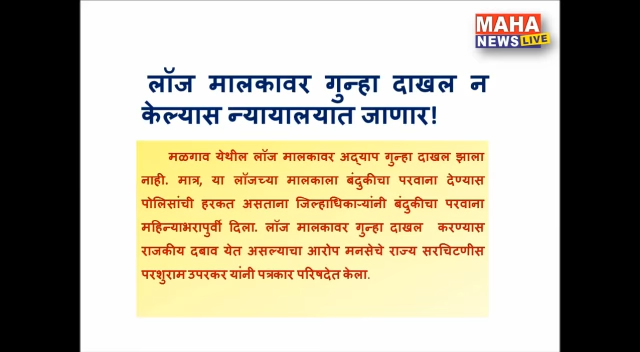 MAHA
NEWS LIVE
लॉज मालकावर गुन्हा दाखल न
केल्यास न्यायालयात जाणार!
मळगाव येथील लॉज मालकावर अद्याप गुन्हा दाखल झाला
नाही. मात्र, या लॉजच्या मालकाला बंदुकीचा परवाना देण्यास
पोलिसांची हरकत असताना जिल्हाधिकाऱ्यांनी बंदुकीचा परवाना
महिन्याभरापुर्वी दिला. लॉज मालकावर गुन्हा दाखल करण्यास
राजकीय दबाव येत असल्याचा आरोप मनसेचे राज्य सरचिटणीस
परशुराम उपरकर यांनी पत्रकार परिषदेत केला.